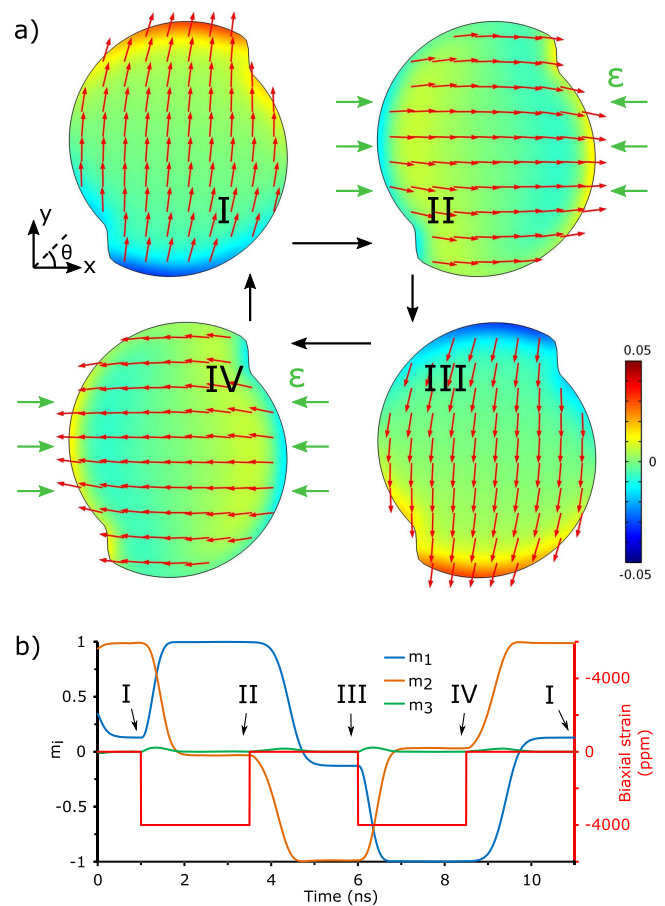 a)
I
II
ε
y
θ
x
IV
ε
III
0.05
0
-0.05
b)
1
0.5
0
-0.5
-1
mi
I
II
III
IV
I
m1
m2
m3
-4000
0
-4000
Biaxial strain
(ppm)
0
2
4
6
8
10
Time (ns)